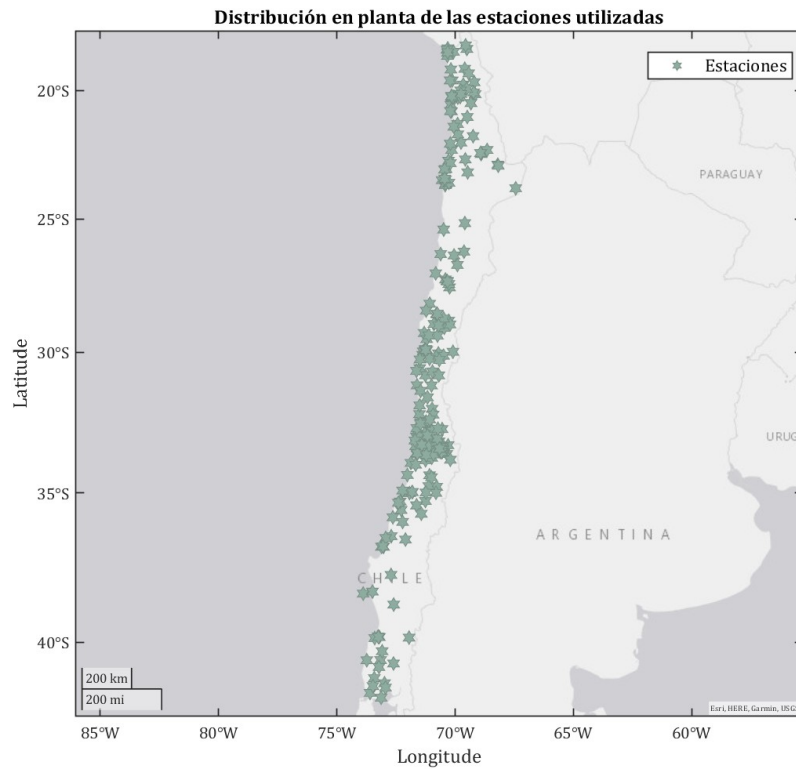 Distribución en planta de las estaciones utilizadas
Estaciones
20°S
25°S
30°S
35°S
40°S
Latitude
PARAGUAY
URUG
ARGENTINA
CHILE
200 km
200 mi
Esri, HERE, Garmin, USG
85°W 80°W 75°W 70°W 65°W 60°W
Longitude